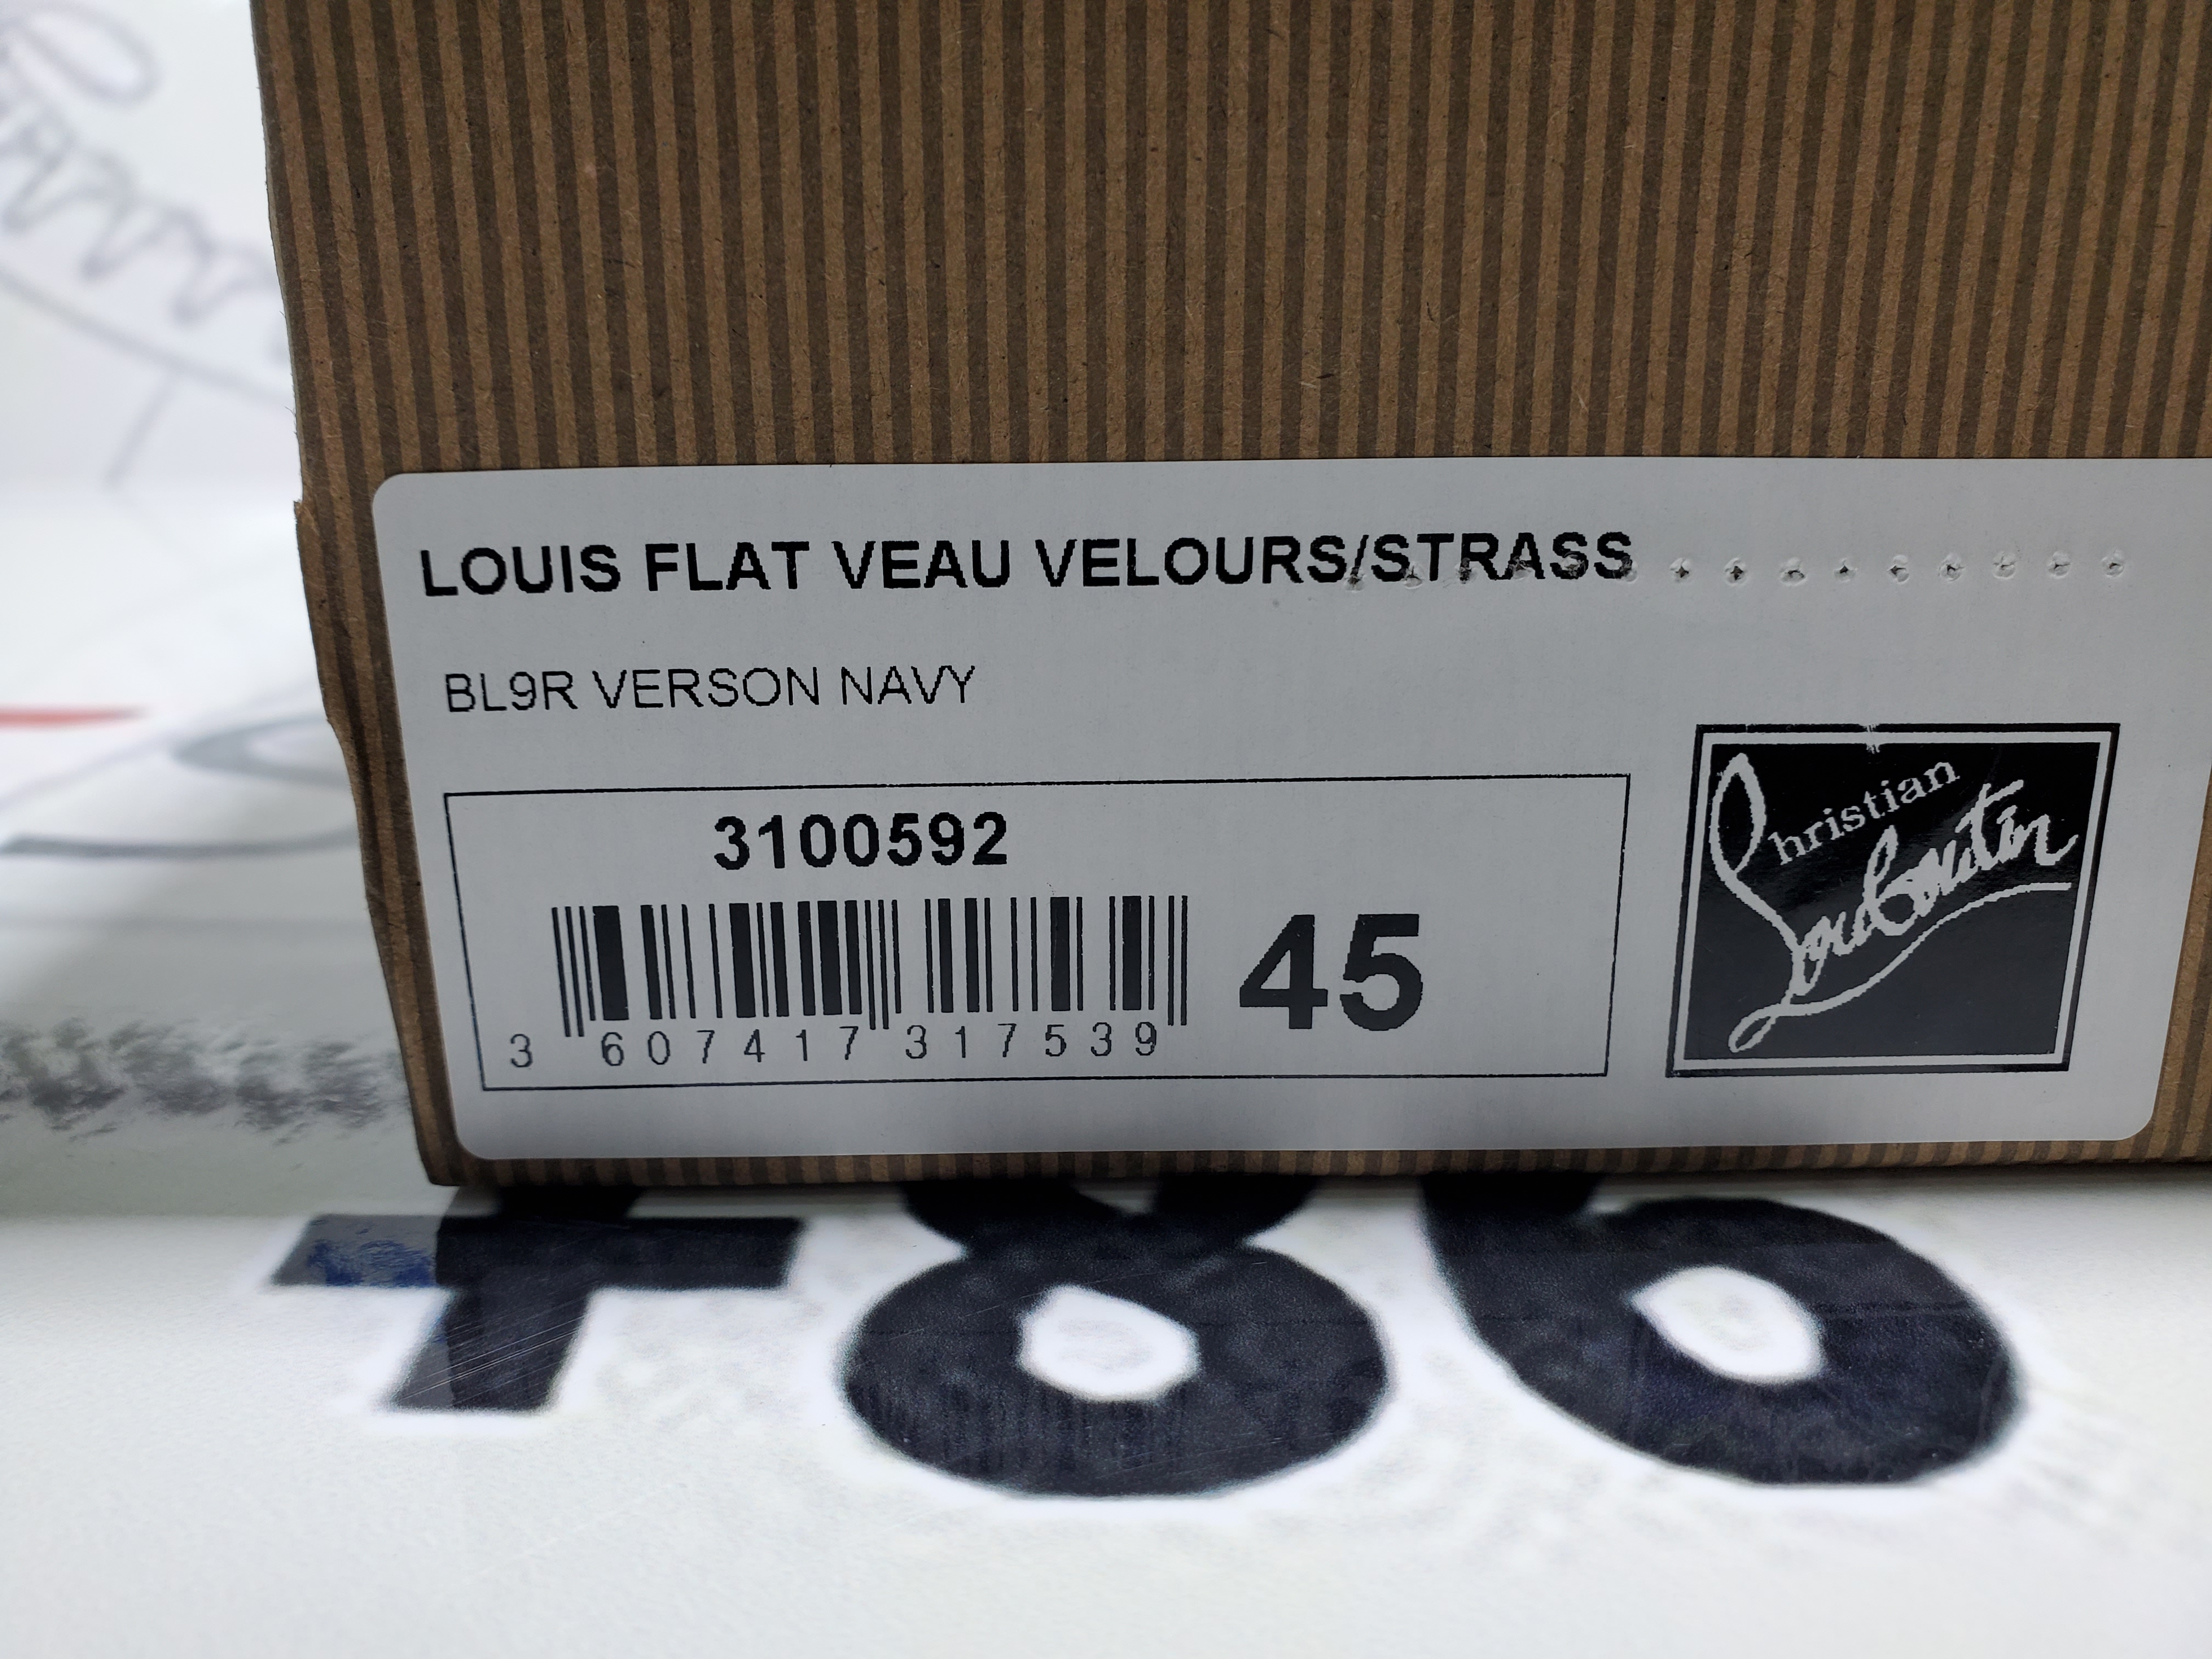 LOUIS FLAT VEAU VELOURS/STRASS
BL9R VERSON NAVY
3100592
3 607417 317539
45
Christian
Louboutin